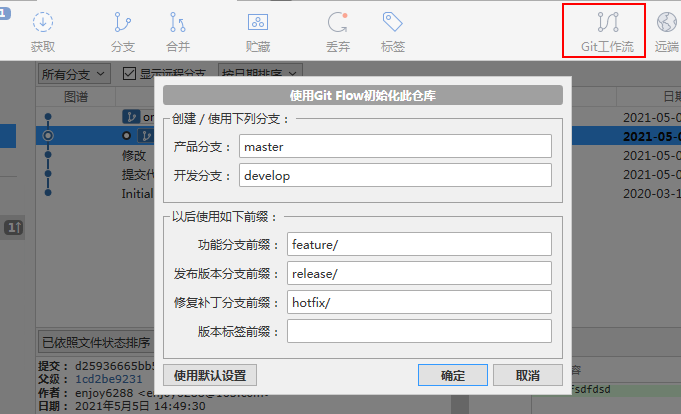 1
获取 分支 合并 贮藏 丢弃 标签 Git工作流 远端
所有分支 显示远程分支 按日期排序
图谱 日期
2021-05-0
2021-05-0
修改 2021-05-0
提交代 2021-05-0
Initial 2020-03-1
1↑
使用Git Flow初始化此仓库
创建 / 使用下列分支：
产品分支： master
开发分支： develop
以后使用如下前缀：
功能分支前缀： feature/
发布版本分支前缀： release/
修复补丁分支前缀： hotfix/
版本标签前缀：
使用默认设置 确定 取消
已依照文件状态排序
提交： d25936665bb5
父级： 1cd2be9231
作者： enjoy6288
日期： 2021年5月5日 14:49:30
fsdfdsd